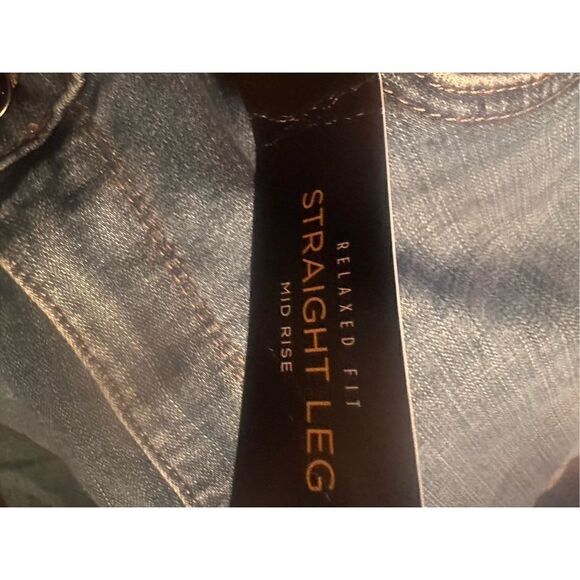 RELAXED FIT
STRAIGHT LEG
MID RISE